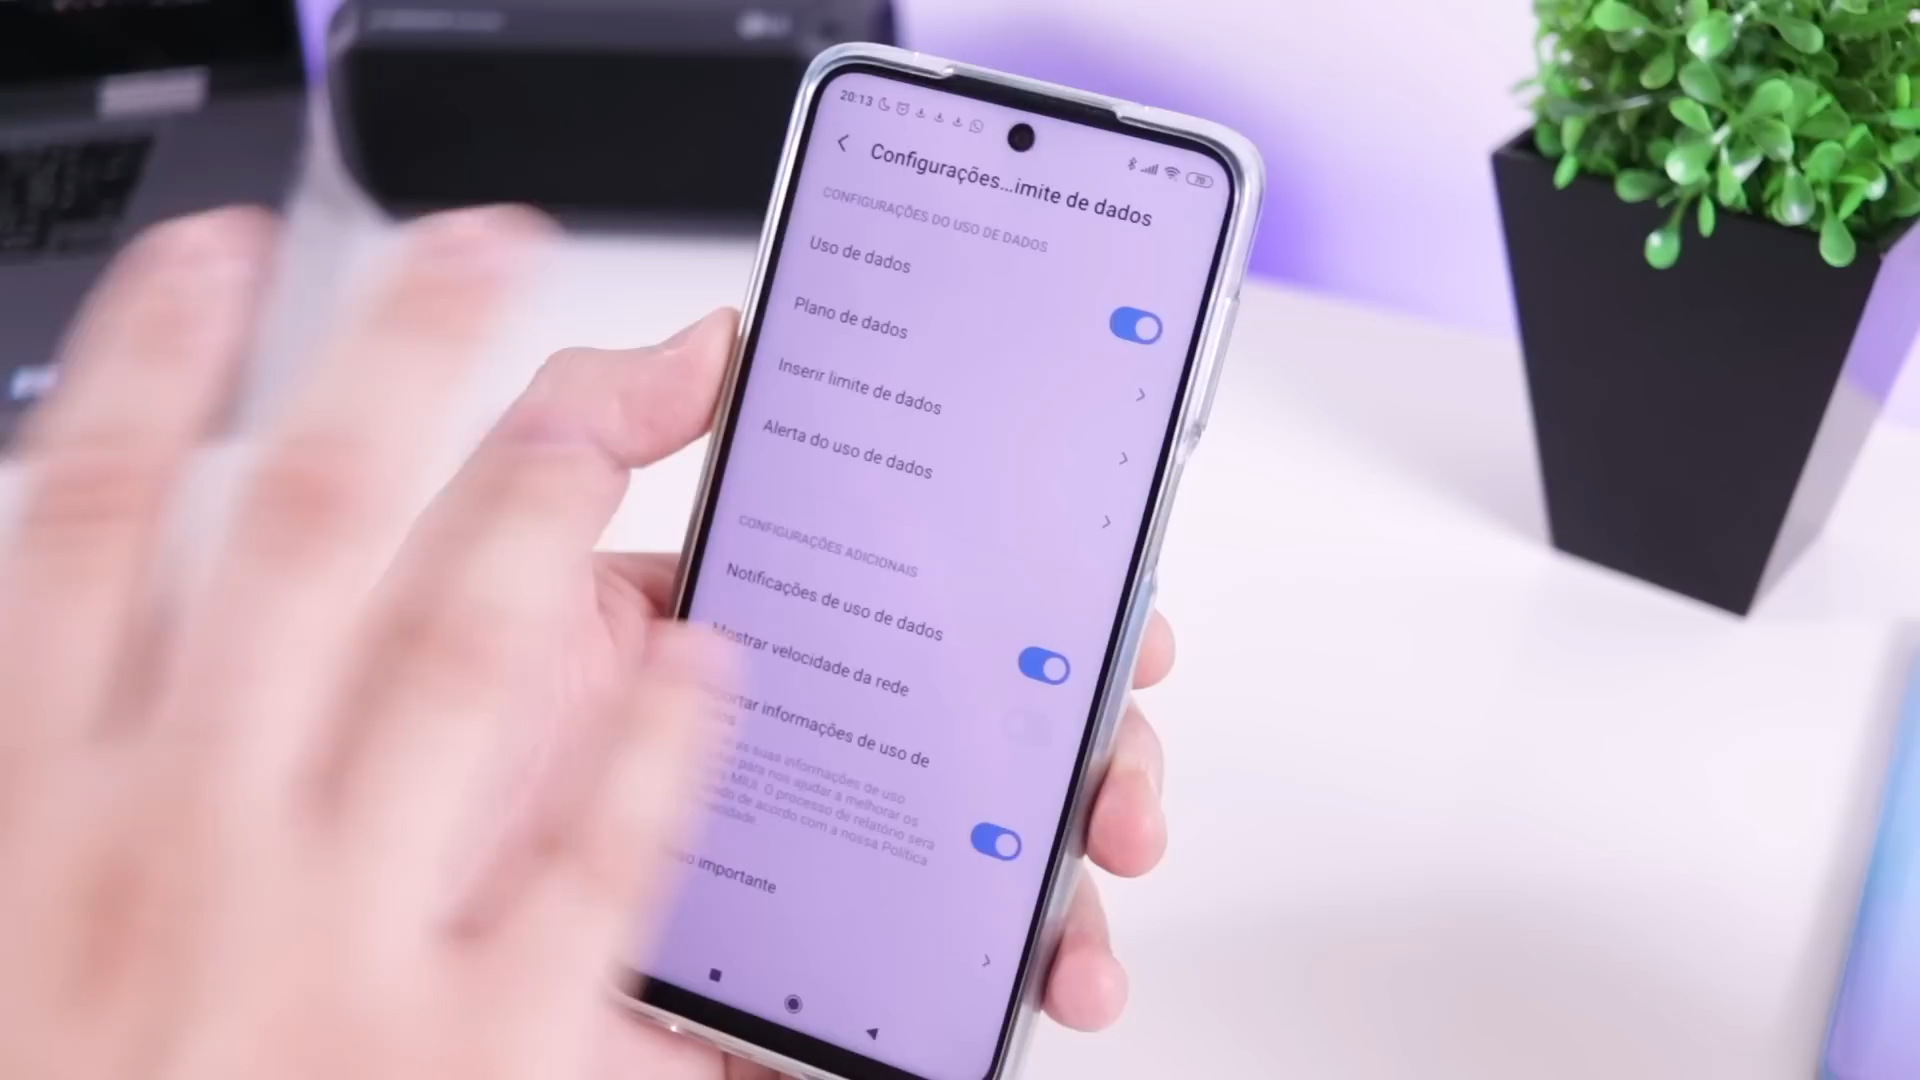 20:13
70
Configurações...imite de dados
CONFIGURAÇÕES DO USO DE DADOS
Uso de dados
Plano de dados
Inserir limite de dados
Alerta do uso de dados
CONFIGURAÇÕES ADICIONAIS
Notificações de uso de dados
Mostrar velocidade da rede
informações de uso de
as suas informações de uso
para nos ajudar a melhorar os
MIUI. O processo de relatório será
de acordo com a nossa Política
importante